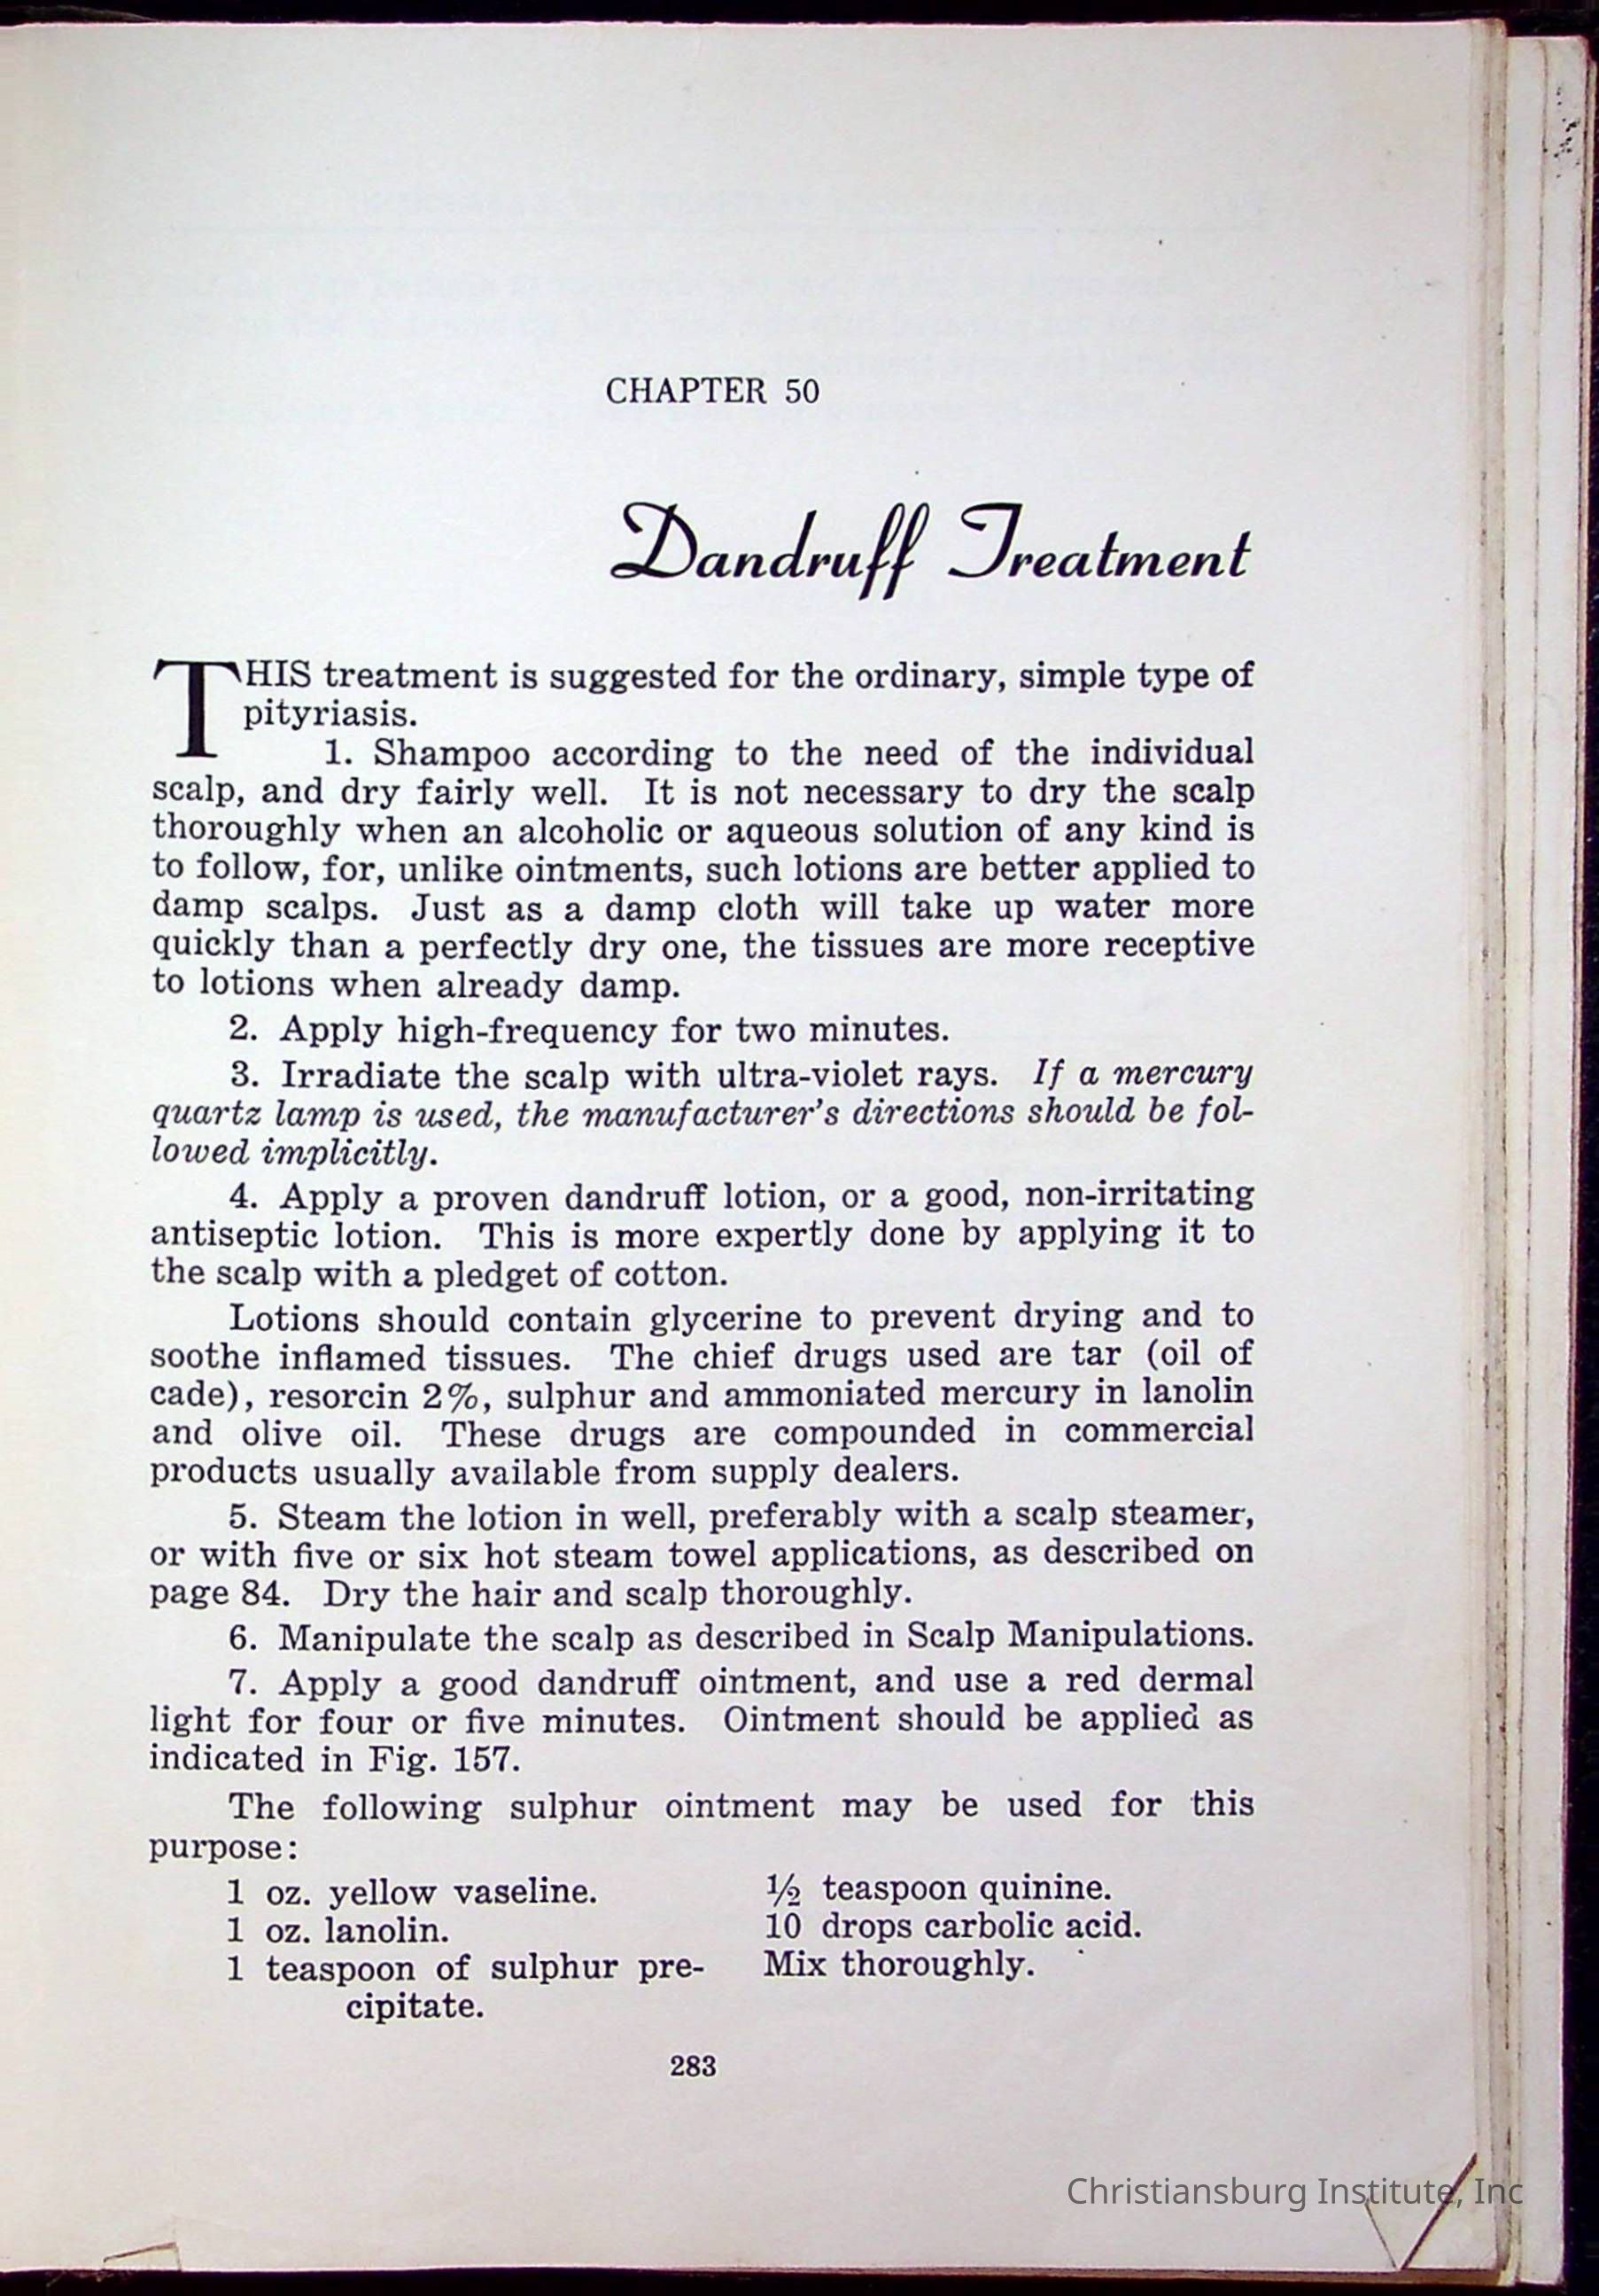 CHAPTER 50
Dandruff Treatment
THIS treatment is suggested for the ordinary, simple type of
pityriasis.
1. Shampoo according to the need of the individual
scalp, and dry fairly well. It is not necessary to dry the scalp
thoroughly when an alcoholic or aqueous solution of any kind is
to follow, for, unlike ointments, such lotions are better applied to
damp scalps. Just as a damp cloth will take up water more
quickly than a perfectly dry one, the tissues are more receptive
to lotions when already damp.
2. Apply high-frequency for two minutes.
3. Irradiate the scalp with ultra-violet rays. If a mercury
quartz lamp is used, the manufacturer's directions should be fol-
lowed implicitly.
4. Apply a proven dandruff lotion, or a good, non-irritating
antiseptic lotion. This is more expertly done by applying it to
the scalp with a pledget of cotton.
Lotions should contain glycerine to prevent drying and to
soothe inflamed tissues. The chief drugs used are tar (oil of
cade), resorcin 2%, sulphur and ammoniated mercury in lanolin
and olive oil. These drugs are compounded in commercial
products usually available from supply dealers.
5. Steam the lotion in well, preferably with a scalp steamer,
or with five or six hot steam towel applications, as described on
page 84. Dry the hair and scalp thoroughly.
6. Manipulate the scalp as described in Scalp Manipulations.
7. Apply a good dandruff ointment, and use a red dermal
light for four or five minutes. Ointment should be applied as
indicated in Fig. 157.
The following sulphur ointment may be used for this
purpose:
1 oz. yellow vaseline.
1 oz. lanolin.
1 teaspoon of sulphur pre-
cipitate.
½ teaspoon quinine.
10 drops carbolic acid.
Mix thoroughly.
283
Christiansburg Institute, Inc